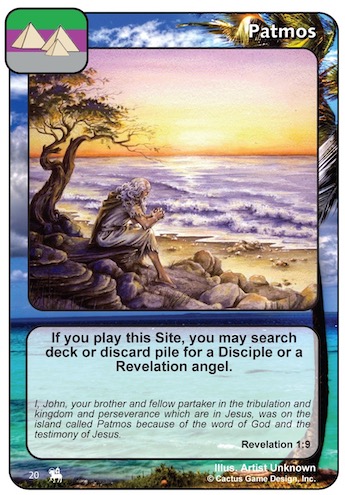 Patmos
If you play this Site, you may search
deck or discard pile for a Disciple or a
Revelation angel.
I, John, your brother and fellow partaker in the tribulation and
kingdom and perseverance which are in Jesus, was on the
island called Patmos because of the word of God and the
testimony of Jesus.
Revelation 1:9
20
Illus. Artist Unknown
© Cactus Game Design, Inc.